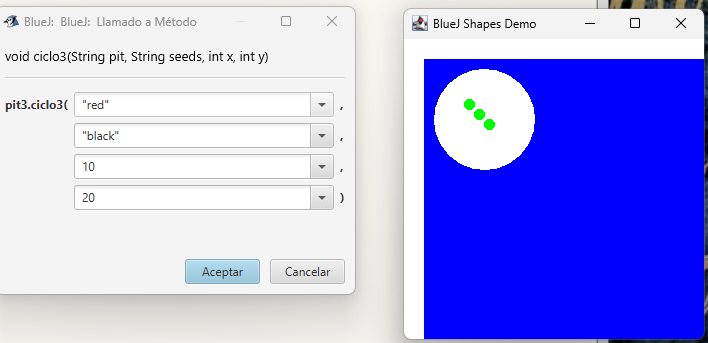 BlueJ: BlueJ: Llamado a Método
void ciclo3(String pit, String seeds, int x, int y)
pit3.ciclo3( "red" ,
"black" ,
10 ,
20 )
Aceptar Cancelar
BlueJ Shapes Demo